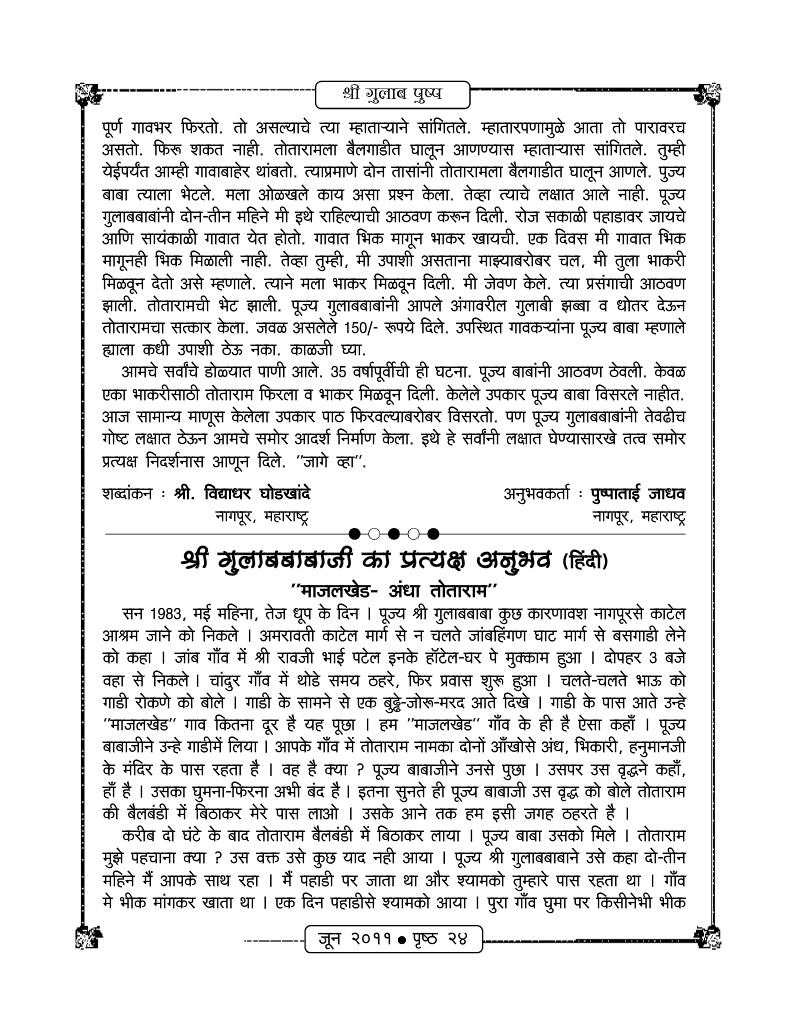 श्री गुलाब पुष्प
पूर्ण गावभर फिरतो. तो असल्याचे त्या म्हाताऱ्याने सांगितले. म्हातारपणामुळे आता तो पारावरच
असतो. फिरू शकत नाही. तोतारामला बैलगाडीत घालून आणण्यास म्हाताऱ्यास सांगितले. तुम्ही
येईपर्यंत आम्ही गावाबाहेर थांबतो. त्याप्रमाणे दोन तासांनी तोतारामला बैलगाडीत घालून आणले. पुज्य
बाबा त्याला भेटले. मला ओळखले काय असा प्रश्न केला. तेव्हा त्याचे लक्षात आले नाही. पूज्य
गुलाबबाबांनी दोन-तीन महिने मी इथे राहिल्याची आठवण करून दिली. रोज सकाळी पहाडावर जायचे
आणि सायंकाळी गावात येत होतो. गावात भिक मागून भाकर खायची. एक दिवस मी गावात भिक
मागूनही भिक मिळाली नाही. तेव्हा तुम्ही, मी उपाशी असताना माझ्याबरोबर चल, मी तुला भाकरी
मिळवून देतो असे म्हणाले. त्याने मला भाकर मिळवून दिली. मी जेवण केले. त्या प्रसंगाची आठवण
झाली. तोतारामची भेट झाली. पूज्य गुलाबबाबांनी आपले अंगावरील गुलाबी झब्बा व धोतर देऊन
तोतारामचा सत्कार केला. जवळ असलेले 150/- रूपये दिले. उपस्थित गावकऱ्यांना पूज्य बाबा म्हणाले
ह्याला कधी उपाशी ठेऊ नका. काळजी घ्या.
आमचे सर्वांचे डोळ्यात पाणी आले. 35 वर्षापूर्वीची ही घटना. पूज्य बाबांनी आठवण ठेवली. केवळ
एका भाकरीसाठी तोताराम फिरला व भाकर मिळवून दिली. केलेले उपकार पूज्य बाबा विसरले नाहीत.
आज सामान्य माणूस केलेला उपकार पाठ फिरवल्याबरोबर विसरतो. पण पूज्य गुलाबबाबांनी तेवढीच
गोष्ट लक्षात ठेऊन आमचे समोर आदर्श निर्माण केला. इथे हे सर्वांनी लक्षात घेण्यासारखे तत्व समोर
प्रत्यक्ष निदर्शनास आणून दिले. ''जागे व्हा''.
शब्दांकन : श्री. विद्याधर घोडखांदे अनुभवकर्ता : पुष्पाताई जाधव
नागपूर, महाराष्ट्र नागपूर, महाराष्ट्र
श्री गुलाबबाबाजी का प्रत्यक्ष अनुभव (हिंदी)
''माजलखेड- अंधा तोताराम''
सन 1983, मई महिना, तेज धूप के दिन । पूज्य श्री गुलाबबाबा कुछ कारणावश नागपूरसे काटेल
आश्रम जाने को निकले । अमरावती काटेल मार्ग से न चलते जांबहिंगण घाट मार्ग से बसगाडी लेने
को कहा । जांब गाँव में श्री रावजी भाई पटेल इनके हॉटेल-घर पे मुक्काम हुआ । दोपहर 3 बजे
वहा से निकले । चांदुर गाँव में थोडे समय ठहरे, फिर प्रवास शुरू हुआ । चलते-चलते भाऊ को
गाडी रोकणे को बोले । गाडी के सामने से एक बुढ्ढे-जोरू-मरद आते दिखे । गाडी के पास आते उन्हे
''माजलखेड'' गाव कितना दूर है यह पूछा । हम ''माजलखेड'' गाँव के ही है ऐसा कहाँ । पूज्य
बाबाजीने उन्हे गाडीमें लिया । आपके गाँव में तोताराम नामका दोनों आँखोसे अंध, भिकारी, हनुमानजी
के मंदिर के पास रहता है । वह है क्या ? पूज्य बाबाजीने उनसे पुछा । उसपर उस वृद्धने कहाँ,
हाँ है । उसका घुमना-फिरना अभी बंद है । इतना सुनते ही पूज्य बाबाजी उस वृद्ध को बोले तोताराम
की बैलबंडी में बिठाकर मेरे पास लाओ । उसके आने तक हम इसी जगह ठहरते है ।
करीब दो घंटे के बाद तोताराम बैलबंडी में बिठाकर लाया । पूज्य बाबा उसको मिले । तोताराम
मुझे पहचाना क्या ? उस वक्त उसे कुछ याद नही आया । पूज्य श्री गुलाबबाबाने उसे कहा दो-तीन
महिने मैं आपके साथ रहा । मैं पहाडी पर जाता था और श्यामको तुम्हारे पास रहता था । गाँव
मे भीक मांगकर खाता था । एक दिन पहाडीसे श्यामको आया । पुरा गाँव घुमा पर किसीनेभी भीक
जून २०११ ● पृष्ठ २४